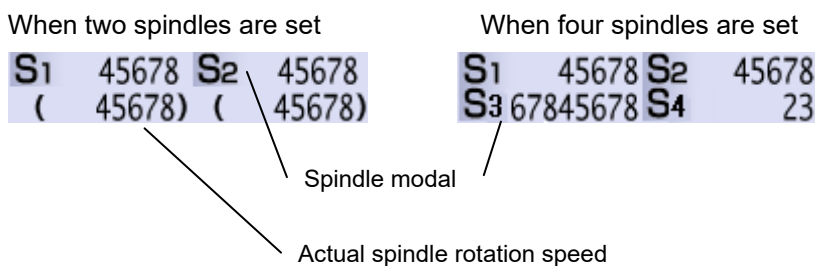 When two spindles are set
When four spindles are set
S1 45678 S2 45678
( 45678) ( 45678)
S1 45678 S2 45678
S3 67845678 S4 23
Spindle modal
Actual spindle rotation speed